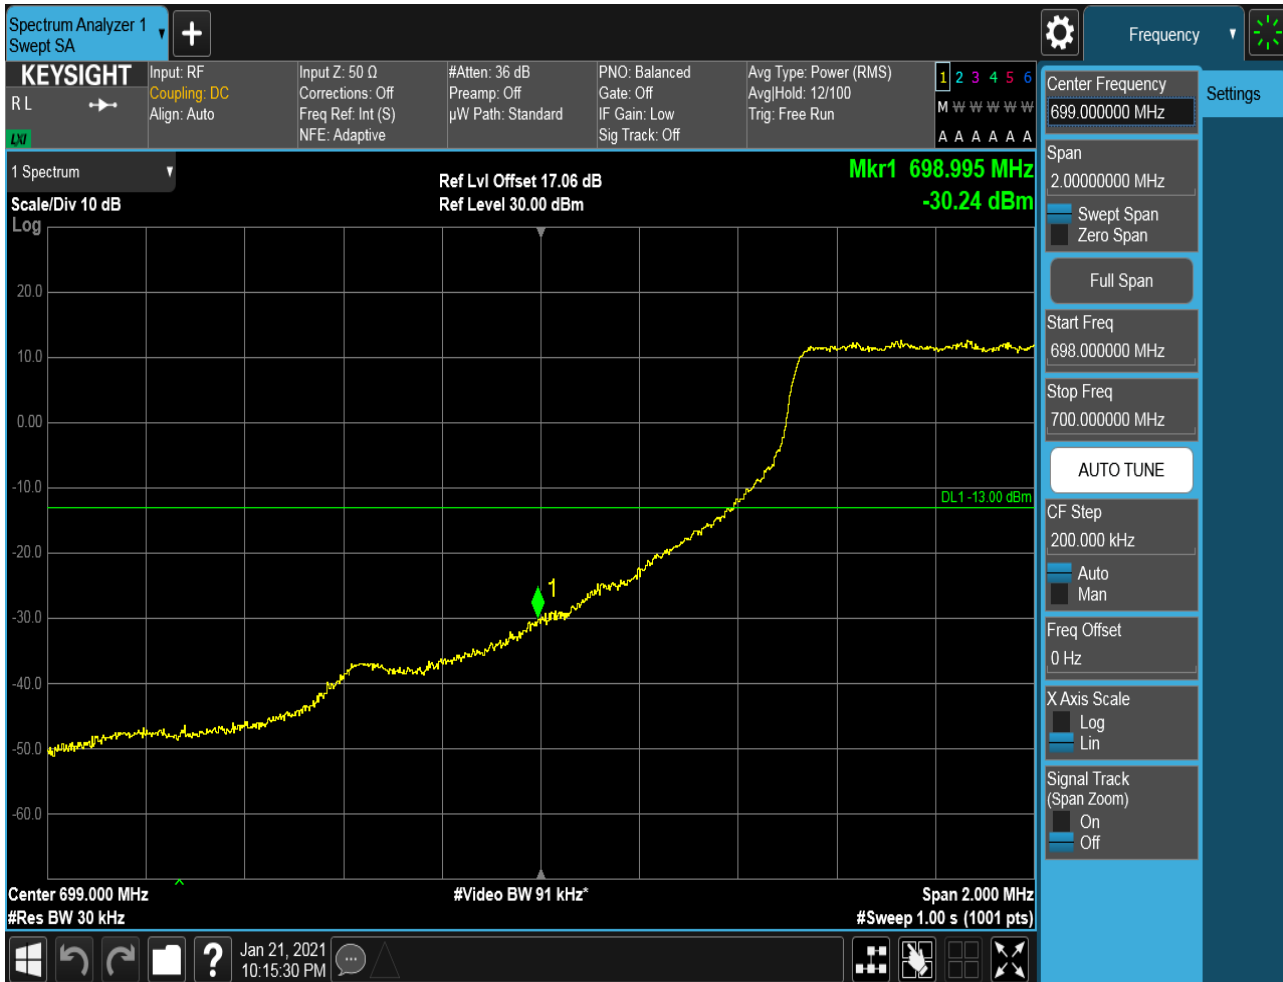 Spectrum Analyzer 1
Swept SA
+
Frequency
KEYSIGHT
R L
LXI
Input: RF
Coupling: DC
Align: Auto
Input Z: 50 Ω
Corrections: Off
Freq Ref: Int (S)
NFE: Adaptive
#Atten: 36 dB
Preamp: Off
µW Path: Standard
PNO: Balanced
Gate: Off
IF Gain: Low
Sig Track: Off
Avg Type: Power (RMS)
Avg|Hold: 12/100
Trig: Free Run
1 2 3 4 5 6
M W W W W W
A A A A A A
1 Spectrum
Scale/Div 10 dB
Log
Ref Lvl Offset 17.06 dB
Ref Level 30.00 dBm
Mkr1 698.995 MHz
-30.24 dBm
20.0
10.0
0.00
-10.0
DL1 -13.00 dBm
-20.0
1
-30.0
-40.0
-50.0
-60.0
Center 699.000 MHz
#Video BW 91 kHz*
Span 2.000 MHz
#Res BW 30 kHz
#Sweep 1.00 s (1001 pts)
?
Jan 21, 2021
10:15:30 PM
Center Frequency
699.000000 MHz
Settings
Span
2.00000000 MHz
Swept Span
Zero Span
Full Span
Start Freq
698.000000 MHz
Stop Freq
700.000000 MHz
AUTO TUNE
CF Step
200.000 kHz
Auto
Man
Freq Offset
0 Hz
X Axis Scale
Log
Lin
Signal Track
(Span Zoom)
On
Off